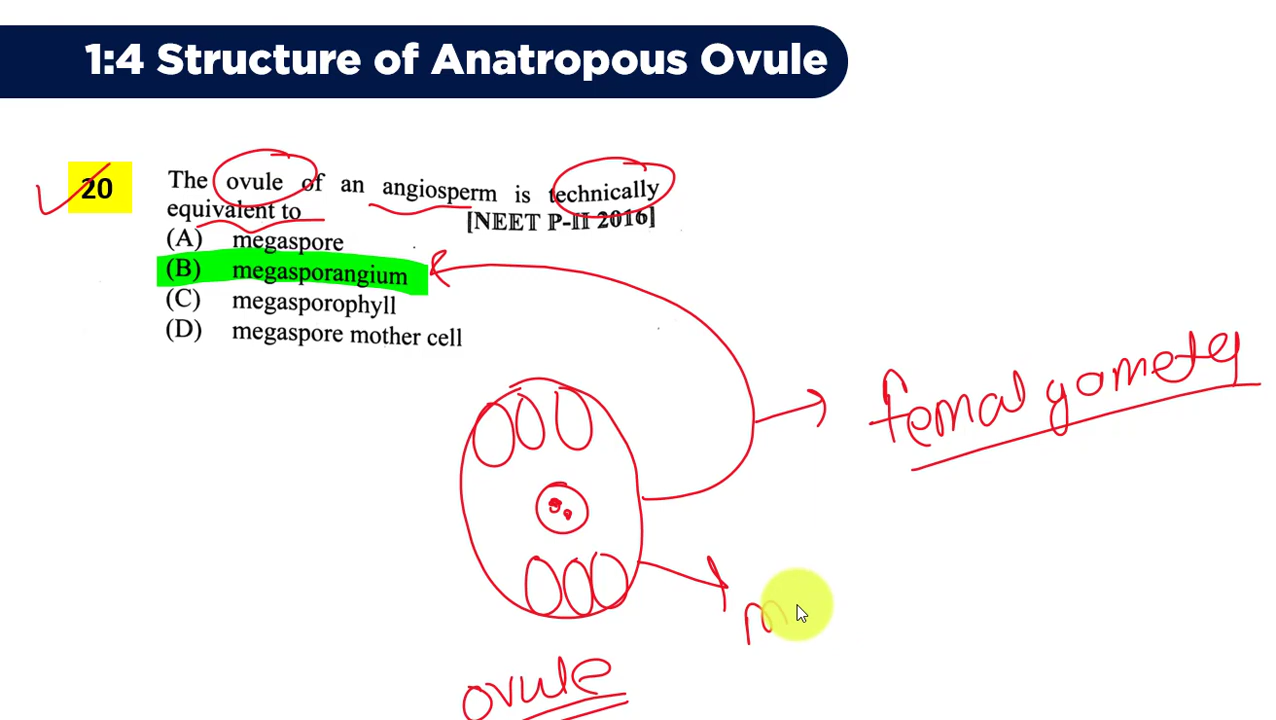 1:4 Structure of Anatropous Ovule
20
The ovule of an angiosperm is technically
equivalent to
[NEET P-II 2016]
(A) megaspore
(B) megasporangium
(C) megasporophyll
(D) megaspore mother cell
femal gamety
m
ovule